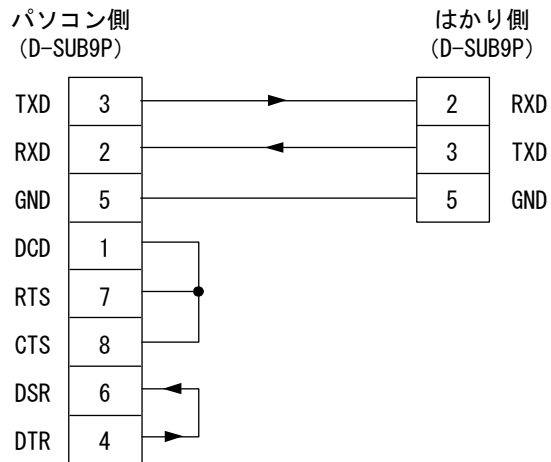 パソコン側 はかり側
(D-SUB9P) (D-SUB9P)
TXD 3 2 RXD
RXD 2 3 TXD
GND 5 5 GND
DCD 1
RTS 7
CTS 8
DSR 6
DTR 4